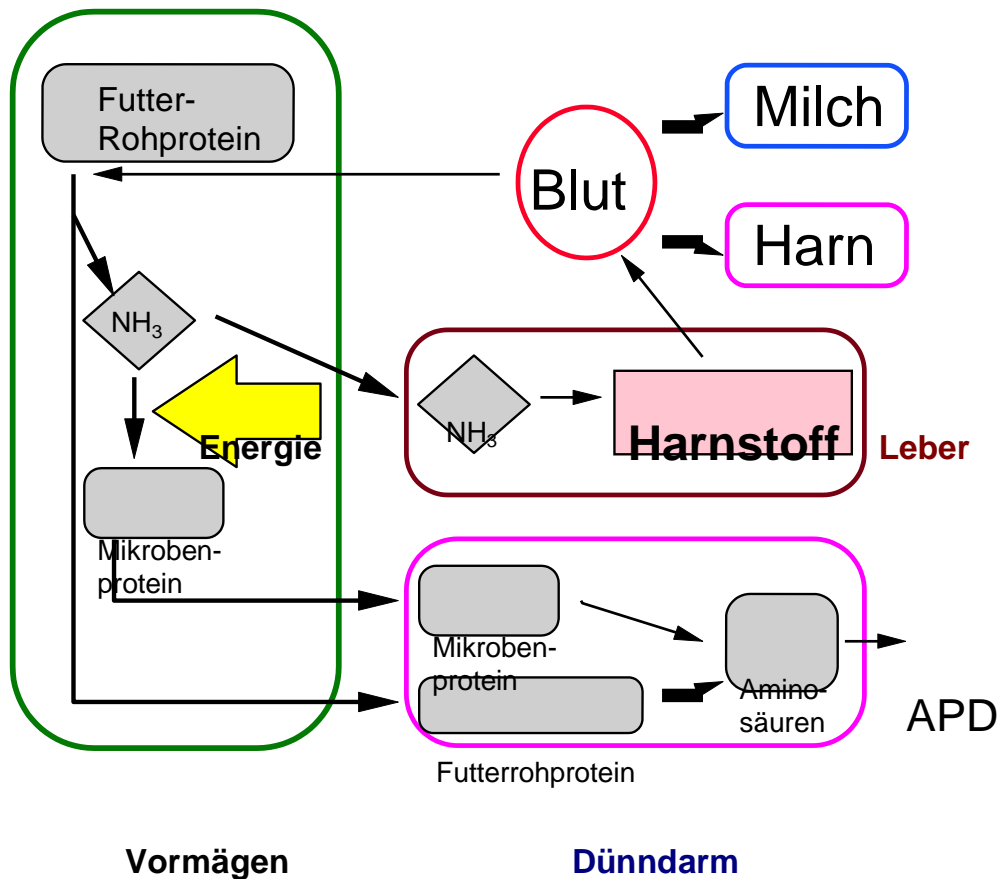 Futter-
Rohprotein
Milch
Blut
Harn
NH₃
NH₃
Energie
Harnstoff
Leber
Mikroben-
protein
Mikroben-
protein
Amino-
säuren
APD
Futterrohprotein
Vormägen
Dünndarm